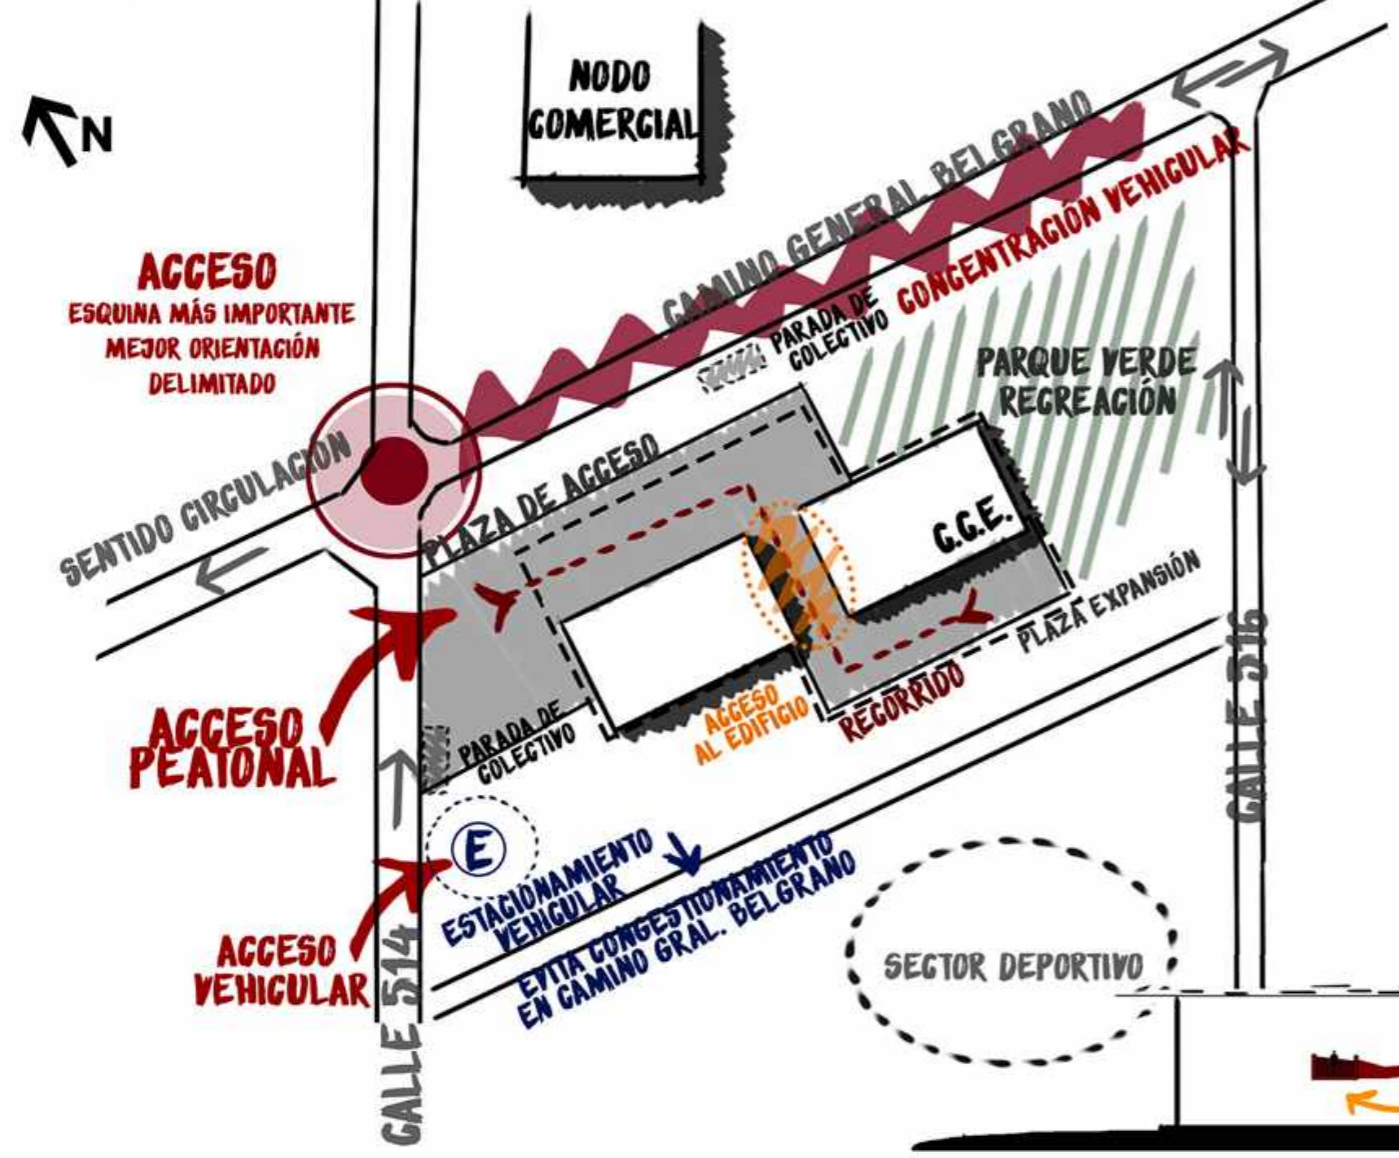 NODO
COMERCIAL
N
CAMINO GENERAL BELGRANO
CONCENTRACIÓN VEHICULAR
ACCESO
ESQUINA MÁS IMPORTANTE
MEJOR ORIENTACIÓN
DELIMITADO
PARADA DE
COLECTIVO
PARQUE VERDE
RECREACIÓN
SENTIDO CIRCULACION
PLAZA DE ACCESO
C.C.E.
PLAZA EXPANSIÓN
CALLE 516
ACCESO
PEATONAL
PARADA DE
COLECTIVO
ACCESO
AL EDIFICIO
RECORRIDO
E
ESTACIONAMIENTO
VEHICULAR
EVITA CONGESTIONAMIENTO
EN CAMINO GRAL. BELGRANO
ACCESO
VEHICULAR
CALLE 514
SECTOR DEPORTIVO